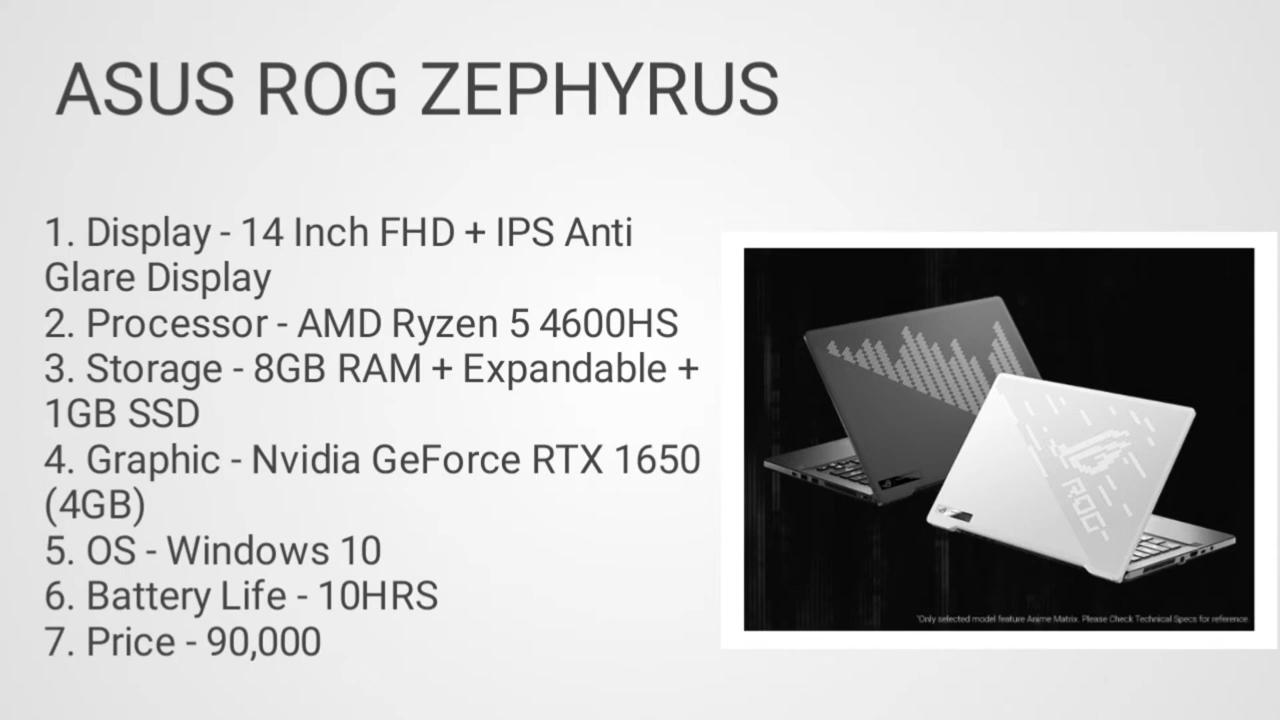 ASUS ROG ZEPHYRUS
1. Display - 14 Inch FHD + IPS Anti
Glare Display
2. Processor - AMD Ryzen 5 4600HS
3. Storage - 8GB RAM + Expandable +
1GB SSD
4. Graphic - Nvidia GeForce RTX 1650
(4GB)
5. OS - Windows 10
6. Battery Life - 10HRS
7. Price - 90,000
ROG
*Only selected model feature Anime Matrix. Please Check Technical Specs for reference.